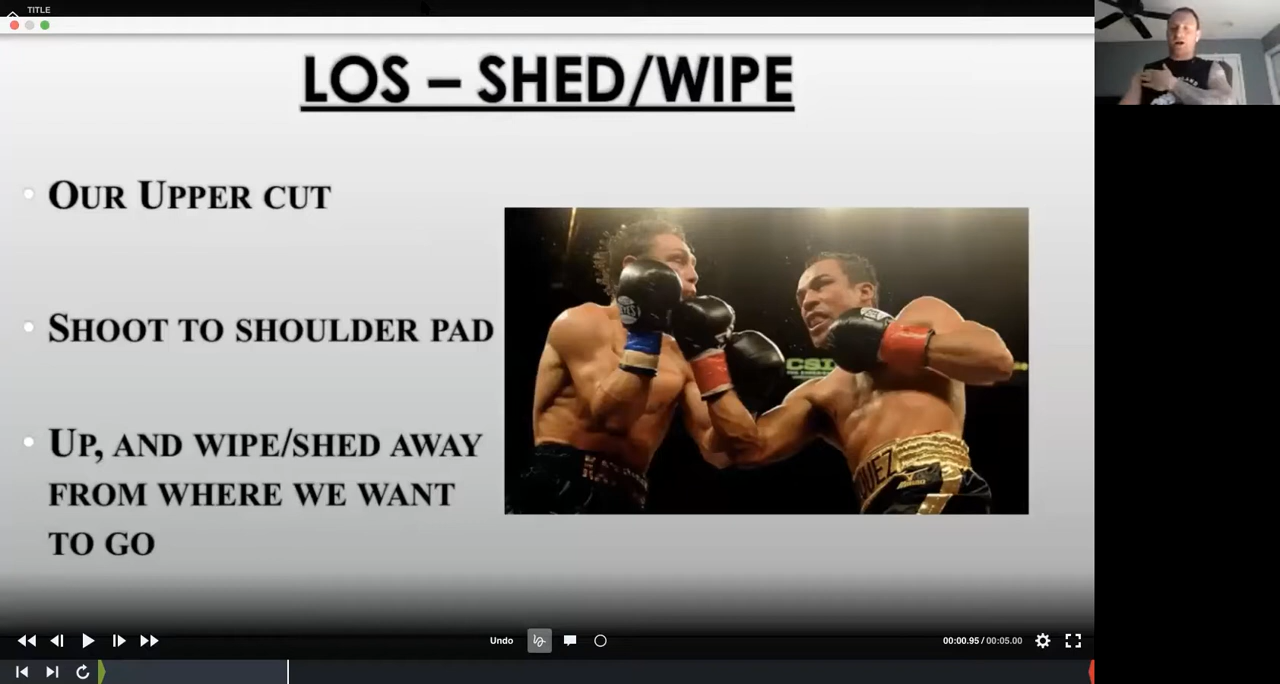 TITLE
LOS – SHED/WIPE
OUR UPPER CUT
SHOOT TO SHOULDER PAD
UP, AND WIPE/SHED AWAY
FROM WHERE WE WANT
TO GO
CSI
Undo
00:00.95 / 00:05.00